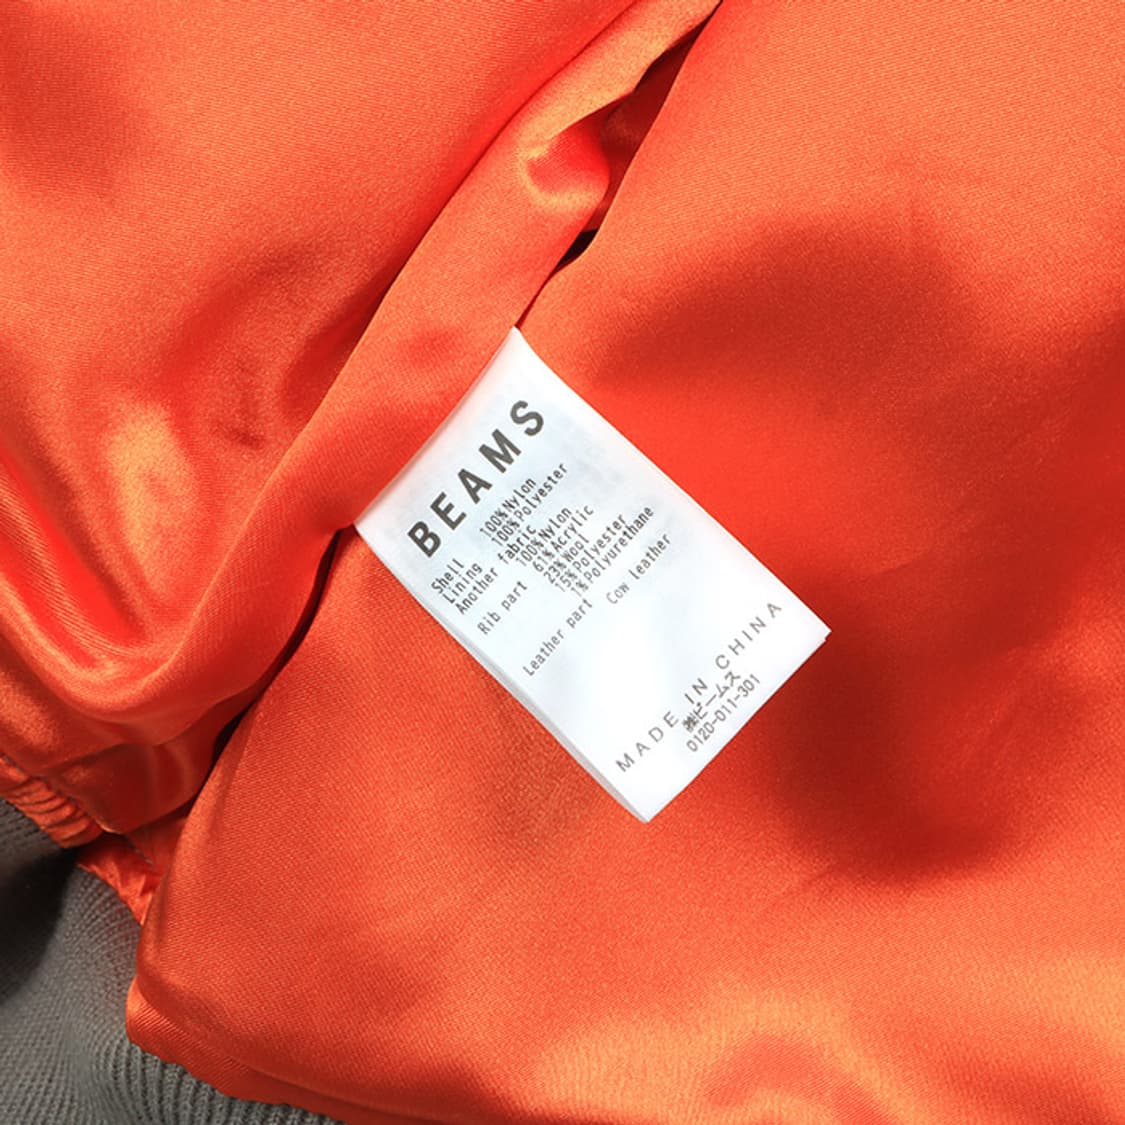 BEAMS
Shell 100%Nylon
Lining 100%Polyester
Another fabric
100%Nylon
Rib part 61%Acrylic
23%Wool
15%Polyester
1%Polyurethane
Leather part Cow leather
MADE IN CHINA
㈱ビームス
0120-011-301